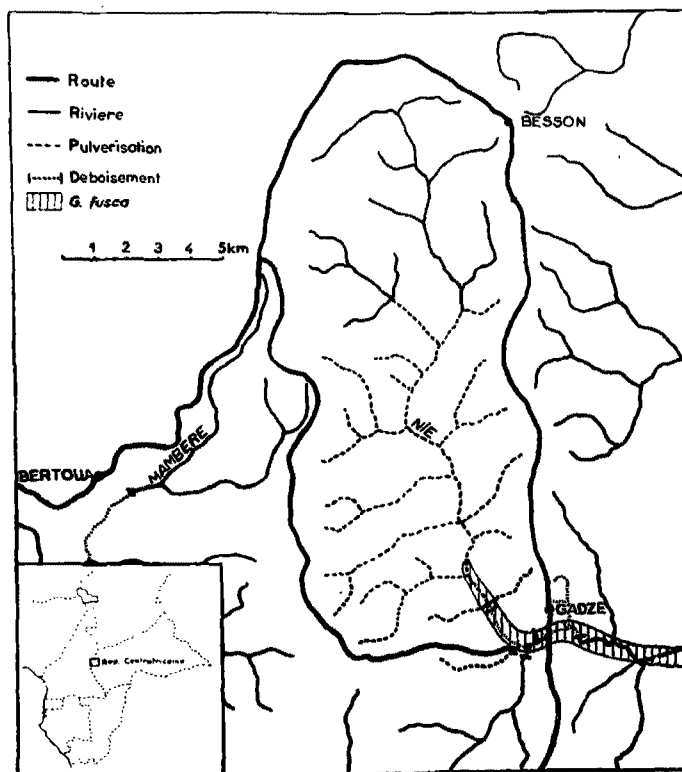 Route
Riviere
Pulverisation
Deboisement
G. fusca
1 2 3 4 5km
BESSON
NIE
MAMBERE
BERTOUA
GADZE
Rep. Centrafricaine